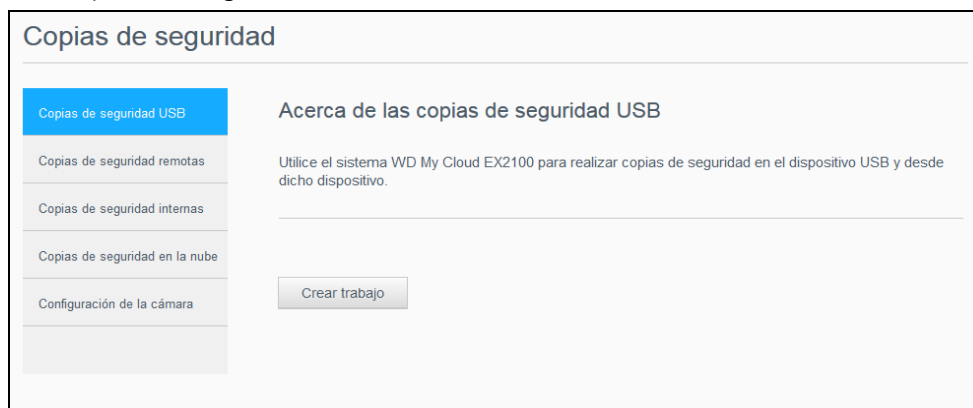 Copias de seguridad
Copias de seguridad USB
Copias de seguridad remotas
Copias de seguridad internas
Copias de seguridad en la nube
Configuración de la cámara
Acerca de las copias de seguridad USB
Utilice el sistema WD My Cloud EX2100 para realizar copias de seguridad en el dispositivo USB y desde
dicho dispositivo.
Crear trabajo